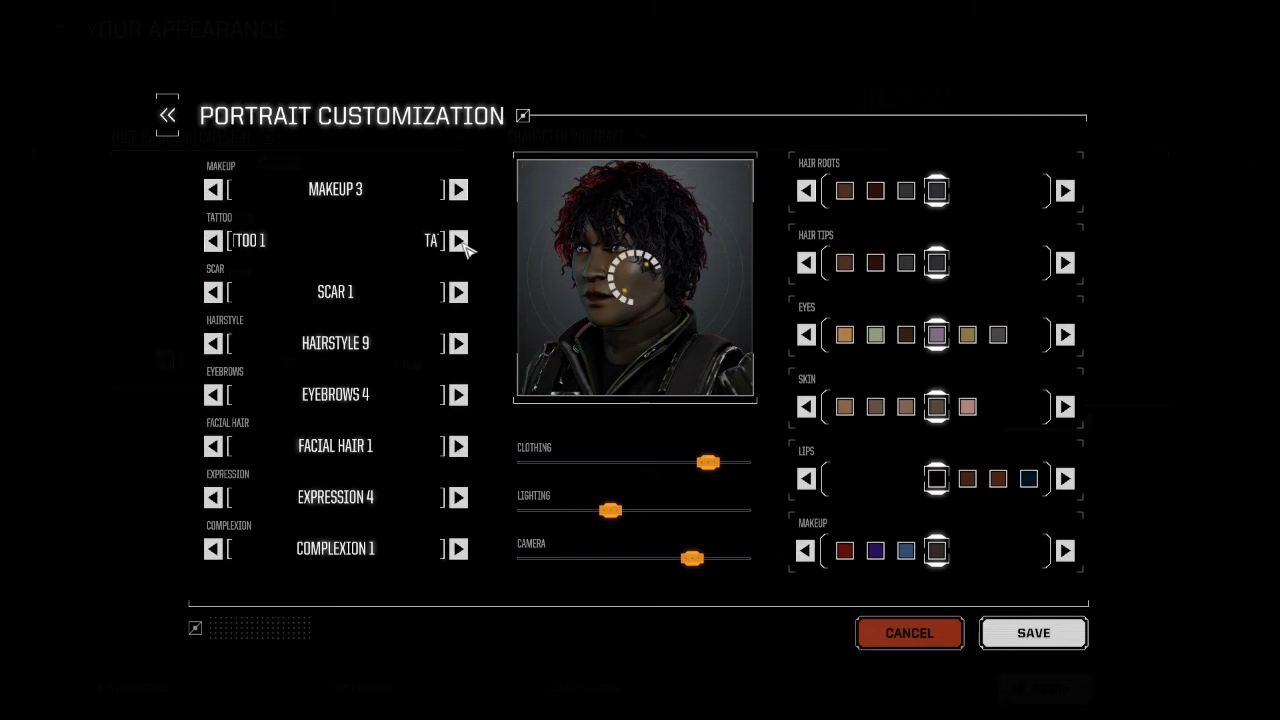 YOUR APPEARANCE
PORTRAIT CUSTOMIZATION
MAKEUP
MAKEUP 3
TATTOO
TOO 1
TA
SCAR
SCAR 1
HAIRSTYLE
HAIRSTYLE 9
EYEBROWS
EYEBROWS 4
FACIAL HAIR
FACIAL HAIR 1
EXPRESSION
EXPRESSION 4
COMPLEXION
COMPLEXION 1
CLOTHING
LIGHTING
CAMERA
HAIR ROOTS
HAIR TIPS
EYES
SKIN
LIPS
MAKEUP
CANCEL
SAVE